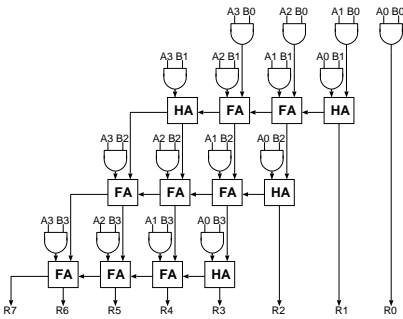 A3 B0 A2 B0 A1 B0 A0 B0
A3 B1 A2 B1 A1 B1 A0 B1
HA FA FA HA
A3 B2 A2 B2 A1 B2 A0 B2
FA FA FA HA
A3 B3 A2 B3 A1 B3 A0 B3
FA FA FA HA
R7 R6 R5 R4 R3 R2 R1 R0